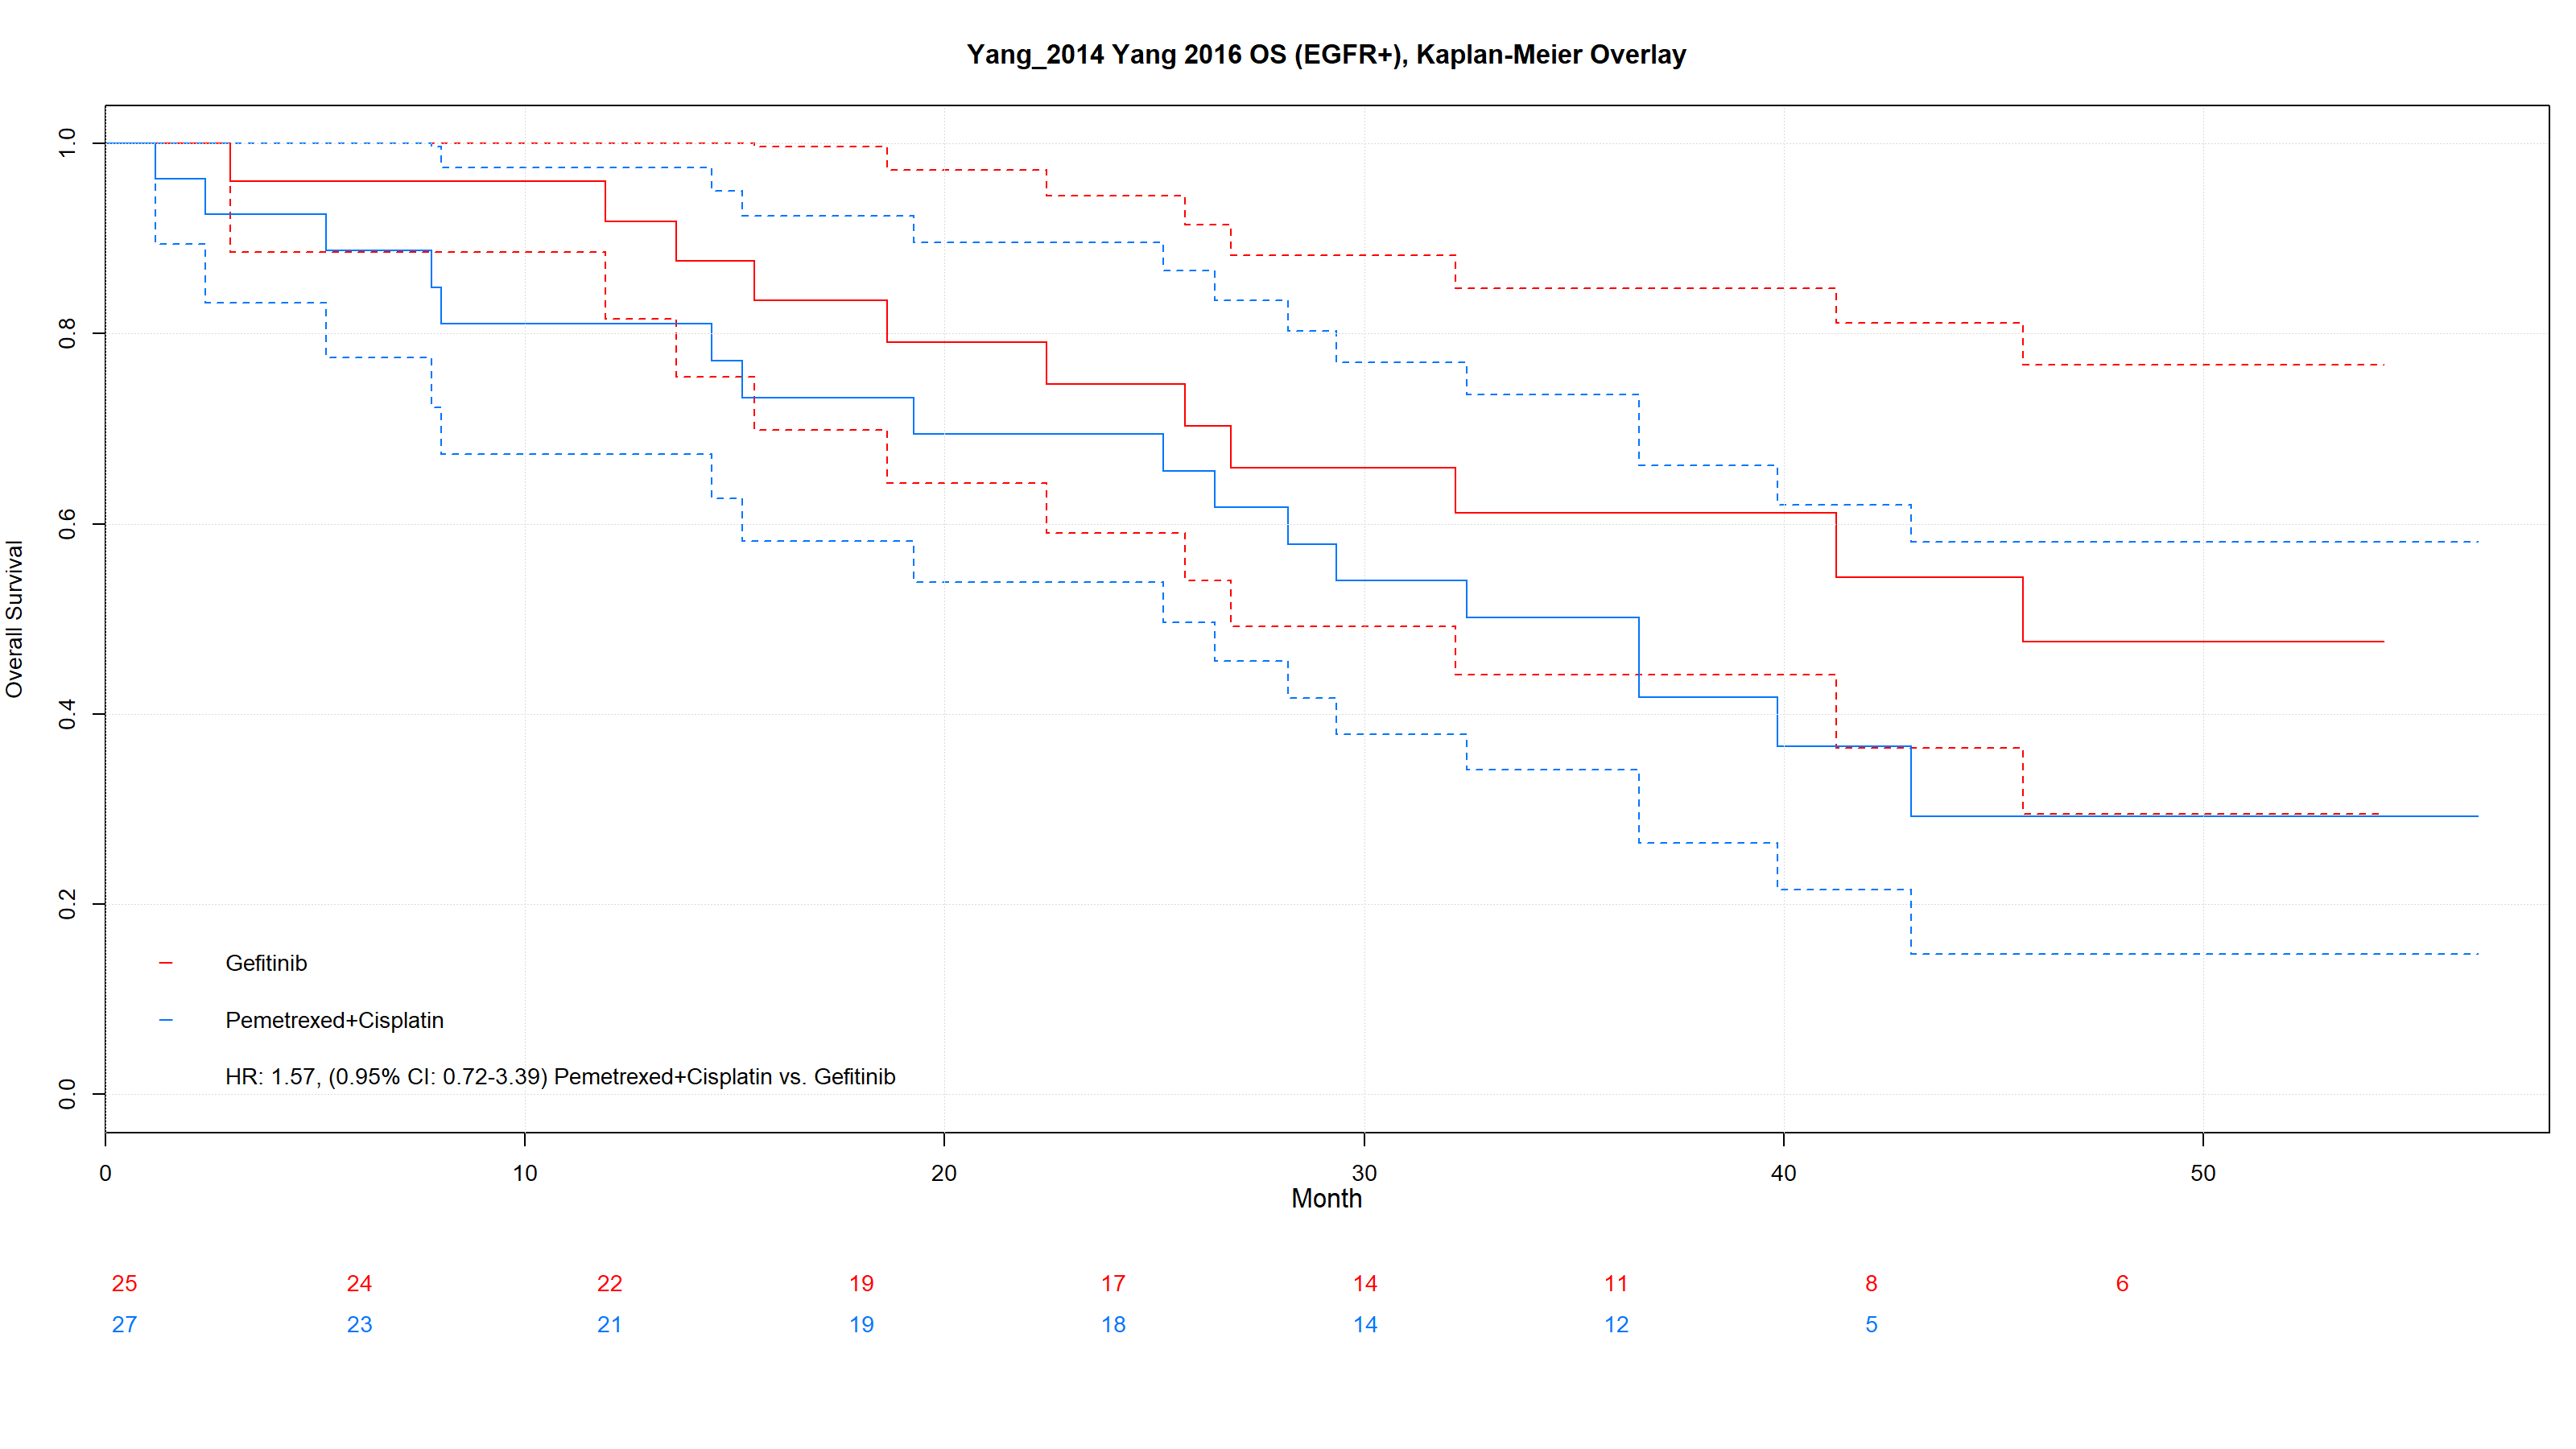 Yang_2014 Yang 2016 OS (EGFR+), Kaplan-Meier Overlay
Overall Survival
1.0
0.8
0.6
0.4
0.2
0.0
Gefitinib
Pemetrexed+Cisplatin
HR: 1.57, (0.95% CI: 0.72-3.39) Pemetrexed+Cisplatin vs. Gefitinib
0 10 20 30 40 50
Month
25 24 22 19 17 14 11 8 6
27 23 21 19 18 14 12 5